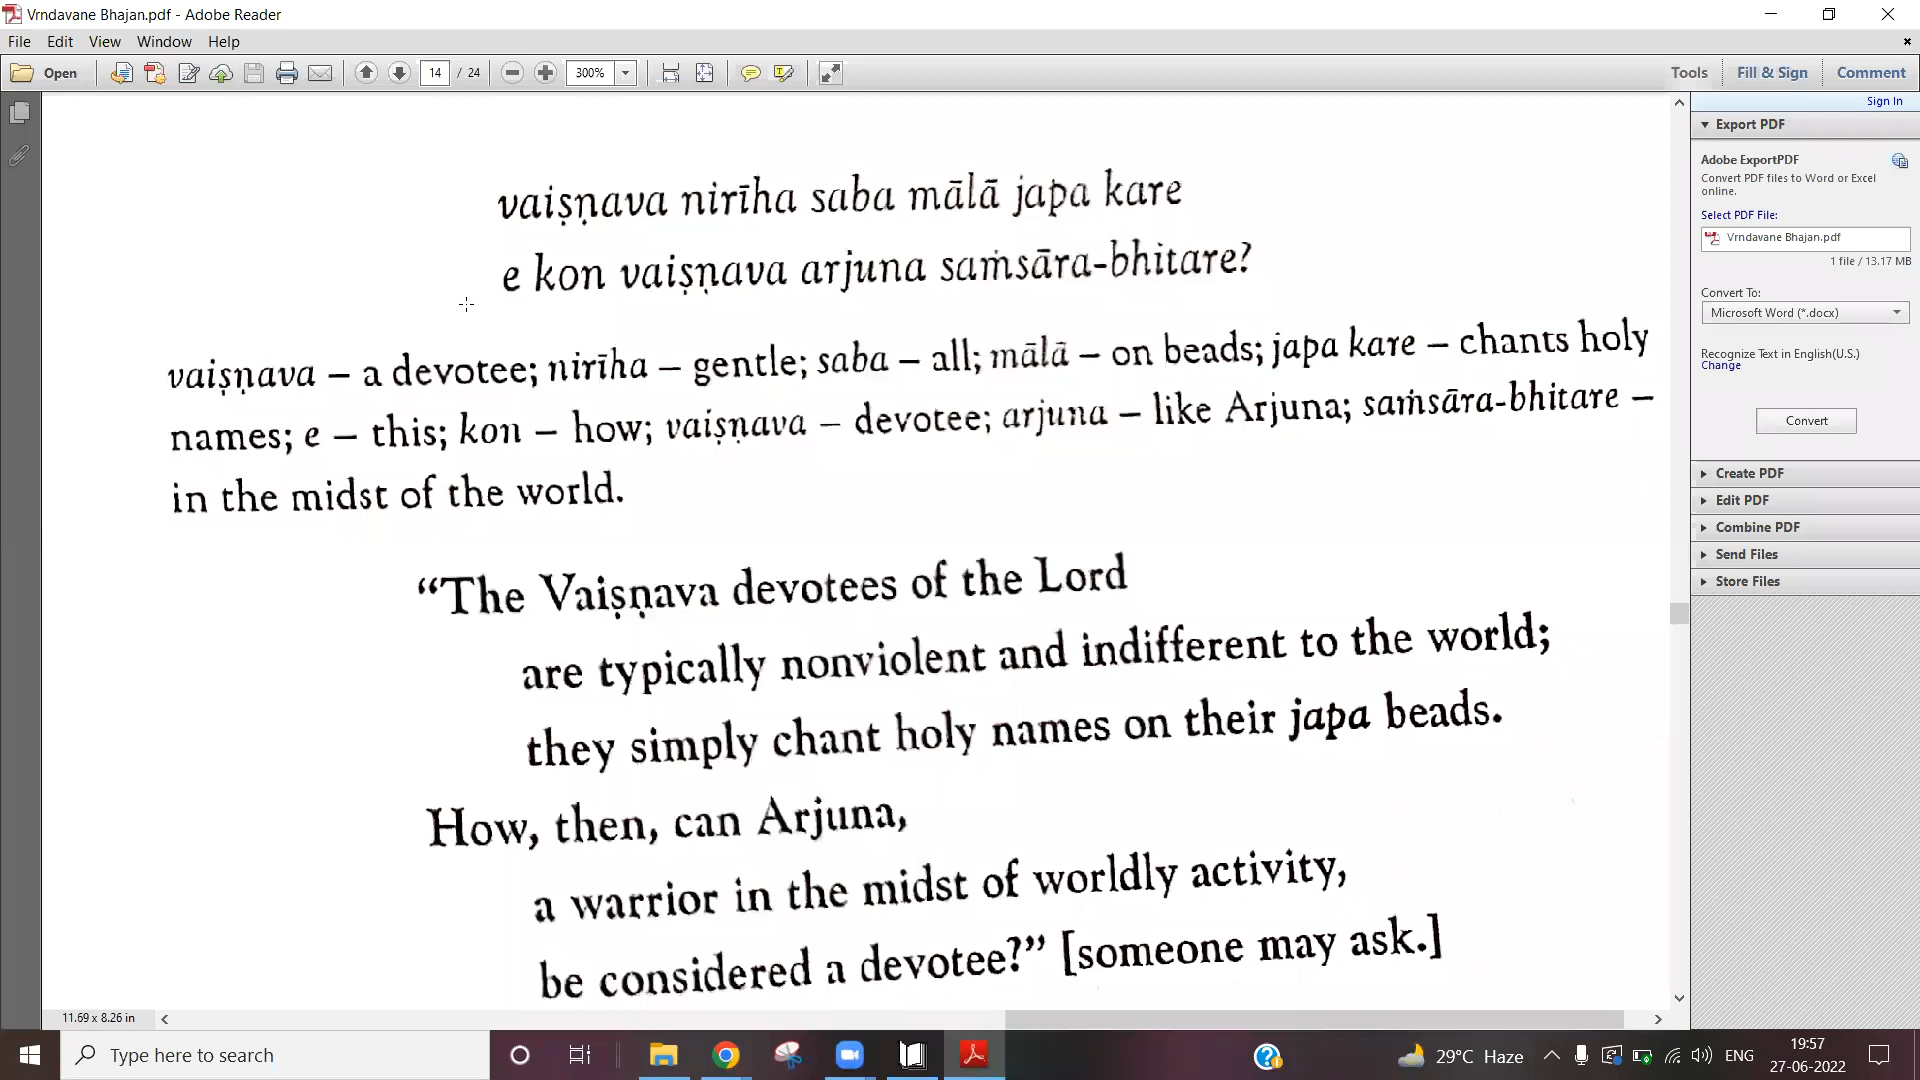 Vrndavane Bhajan.pdf - Adobe Reader
File Edit View Window Help
Open 14 / 24 300% Tools Fill & Sign Comment
Sign In
Export PDF
Adobe ExportPDF
Convert PDF files to Word or Excel
online.
Select PDF File:
Vrndavane Bhajan.pdf
1 file / 13.17 MB
Convert To:
Microsoft Word (*.docx)
Recognize Text in English(U.S.)
Change
Convert
Create PDF
Edit PDF
Combine PDF
Send Files
Store Files
vaiṣṇava nirīha saba mālā japa kare
e kon vaiṣṇava arjuna saṁsāra-bhitare?
vaiṣṇava – a devotee; nirīha – gentle; saba – all; mālā – on beads; japa kare – chants holy
names; e – this; kon – how; vaiṣṇava – devotee; arjuna – like Arjuna; saṁsāra-bhitare –
in the midst of the world.
“The Vaiṣṇava devotees of the Lord
are typically nonviolent and indifferent to the world;
they simply chant holy names on their japa beads.
How, then, can Arjuna,
a warrior in the midst of worldly activity,
be considered a devotee?” [someone may ask.]
11.69 x 8.26 in
Type here to search
29°C Haze
ENG
19:57
27-06-2022